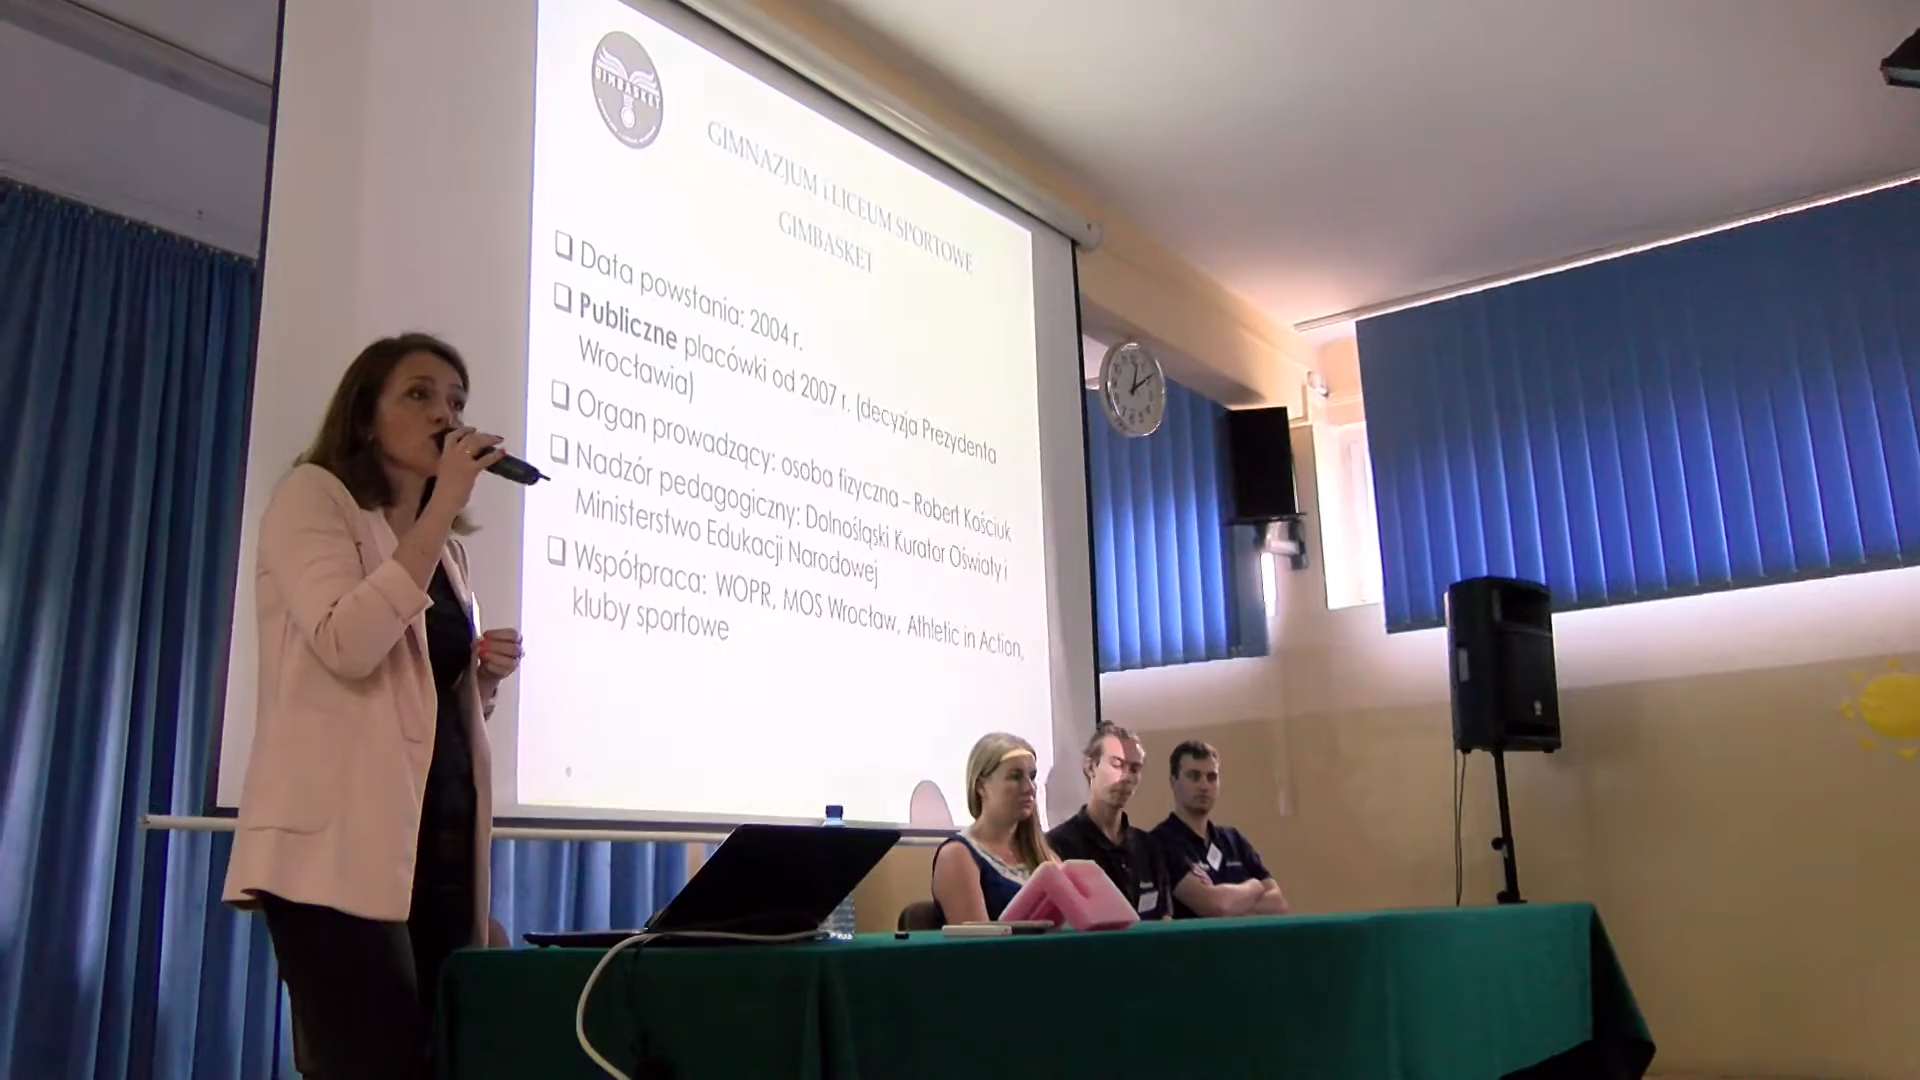 GIMBASKET
GIMNAZJUM i LICEUM SPORTOWE
GIMBASKET
Data powstania: 2004 r.
Publiczne placówki od 2007 r. (decyzja Prezydenta
Wrocławia)
Organ prowadzący: osoba fizyczna – Robert Kościuk
Nadzór pedagogiczny: Dolnośląski Kurator Oświaty i
Ministerstwo Edukacji Narodowej
Współpraca: WOPR, MOS Wrocław, Athletic in Action,
kluby sportowe